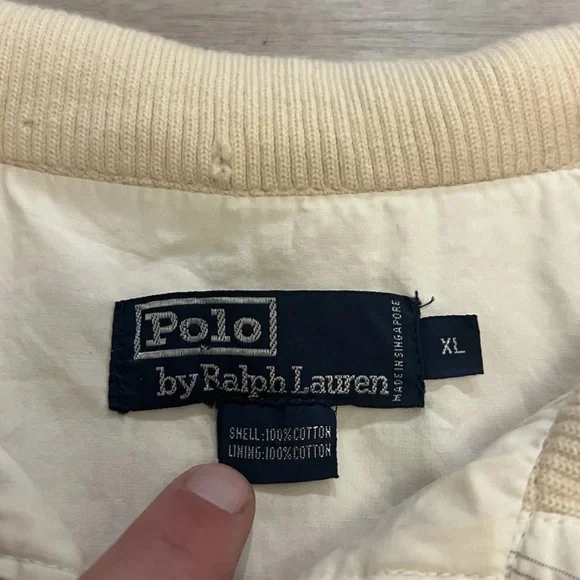 Polo
by Ralph Lauren
MADE IN SINGAPORE
XL
SHELL:100%COTTON
LINING:100%COTTON